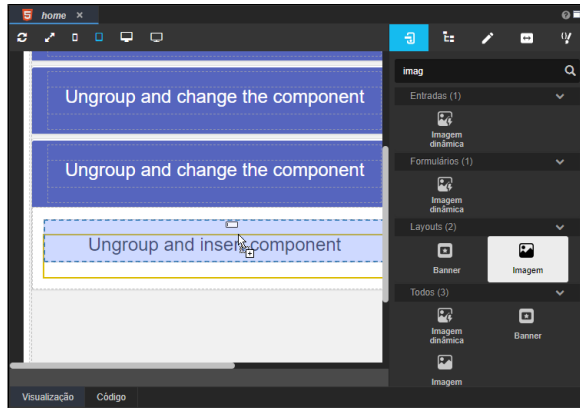 home ×
Ungroup and change the component
Ungroup and change the component
Ungroup and insert component
imag
Entradas (1)
Imagem
dinâmica
Formulários (1)
Imagem
dinâmica
Layouts (2)
Banner
Imagem
Todos (3)
Imagem
dinâmica
Banner
Imagem
Visualização
Código